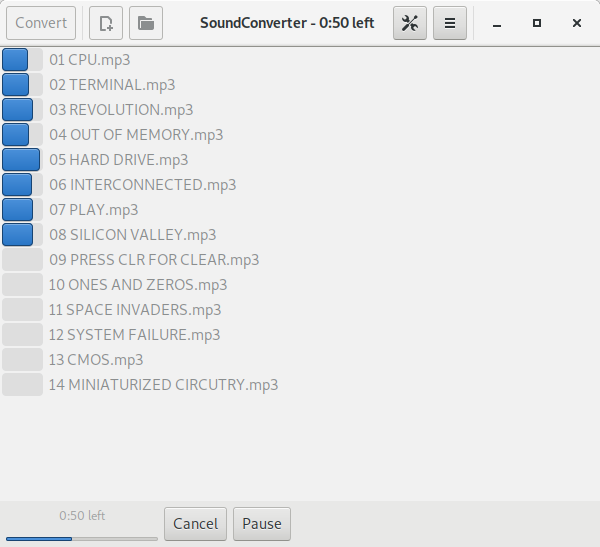 Convert
SoundConverter - 0:50 left
01 CPU.mp3
02 TERMINAL.mp3
03 REVOLUTION.mp3
04 OUT OF MEMORY.mp3
05 HARD DRIVE.mp3
06 INTERCONNECTED.mp3
07 PLAY.mp3
08 SILICON VALLEY.mp3
09 PRESS CLR FOR CLEAR.mp3
10 ONES AND ZEROS.mp3
11 SPACE INVADERS.mp3
12 SYSTEM FAILURE.mp3
13 CMOS.mp3
14 MINIATURIZED CIRCUTRY.mp3
0:50 left
Cancel
Pause